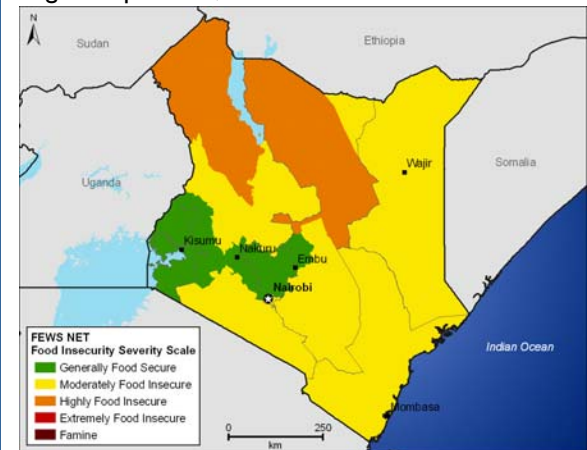 N
Sudan
Ethiopia
Wajir
Somalia
Uganda
Kisumu
Nakuru
Embu
Nairobi
FEWS NET
Food Insecurity Severity Scale
Generally Food Secure
Moderately Food Insecure
Highly Food Insecure
Extremely Food Insecure
Famine
Indian Ocean
Mombasa
0 250
km